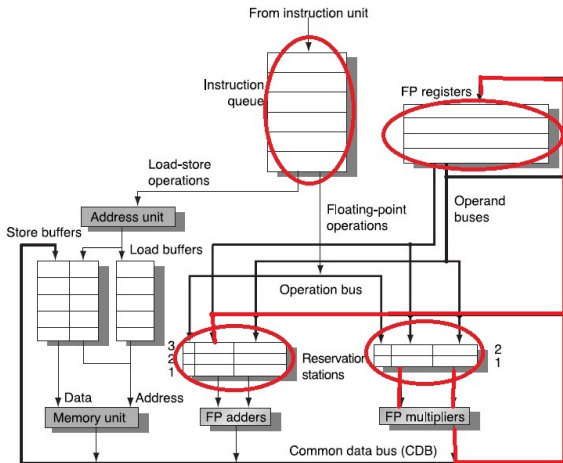 From instruction unit
Instruction
queue
FP registers
Load-store
operations
Address unit
Floating-point
operations
Operand
buses
Store buffers
Load buffers
Operation bus
3
2
1
Reservation
stations
2
1
Data
Address
Memory unit
FP adders
FP multipliers
Common data bus (CDB)